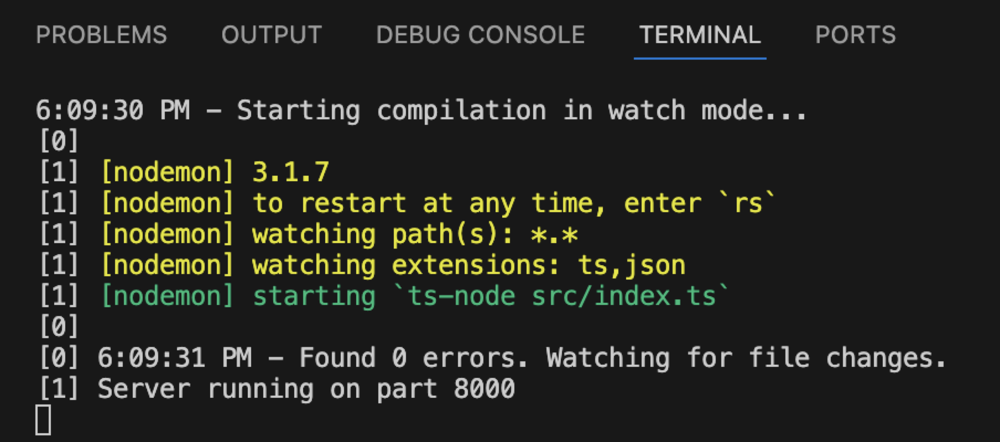 PROBLEMS OUTPUT DEBUG CONSOLE TERMINAL PORTS
6:09:30 PM - Starting compilation in watch mode...
[0]
[1] [nodemon] 3.1.7
[1] [nodemon] to restart at any time, enter `rs`
[1] [nodemon] watching path(s): *.*
[1] [nodemon] watching extensions: ts,json
[1] [nodemon] starting `ts-node src/index.ts`
[0]
[0] 6:09:31 PM - Found 0 errors. Watching for file changes.
[1] Server running on part 8000